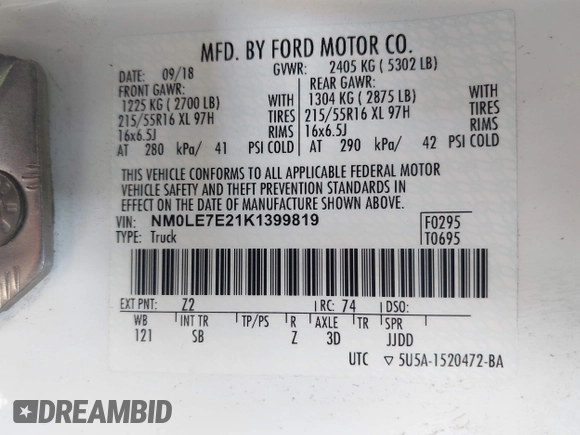 MFD. BY FORD MOTOR CO.
DATE: 09/18 GVWR: 2405 KG ( 5302 LB)
FRONT GAWR: REAR GAWR:
1225 KG ( 2700 LB) WITH 1304 KG ( 2875 LB) WITH
215/55R16 XL 97H TIRES 215/55R16 XL 97H TIRES
16x6.5J RIMS 16x6.5J RIMS
AT 280 kPa/ 41 PSI COLD AT 290 kPa/ 42 PSI COLD
THIS VEHICLE CONFORMS TO ALL APPLICABLE FEDERAL MOTOR
VEHICLE SAFETY AND THEFT PREVENTION STANDARDS IN
EFFECT ON THE DATE OF MANUFACTURE SHOWN ABOVE.
VIN: NM0LE7E21K1399819 F0295
TYPE: Truck T0695
EXT PNT: Z2 RC: 74 DSO:
WB INT TR TP/PS R AXLE TR SPR
121 SB Z 3D JJDD
UTC ▽ 5U5A-1520472-BA
DREAMBID